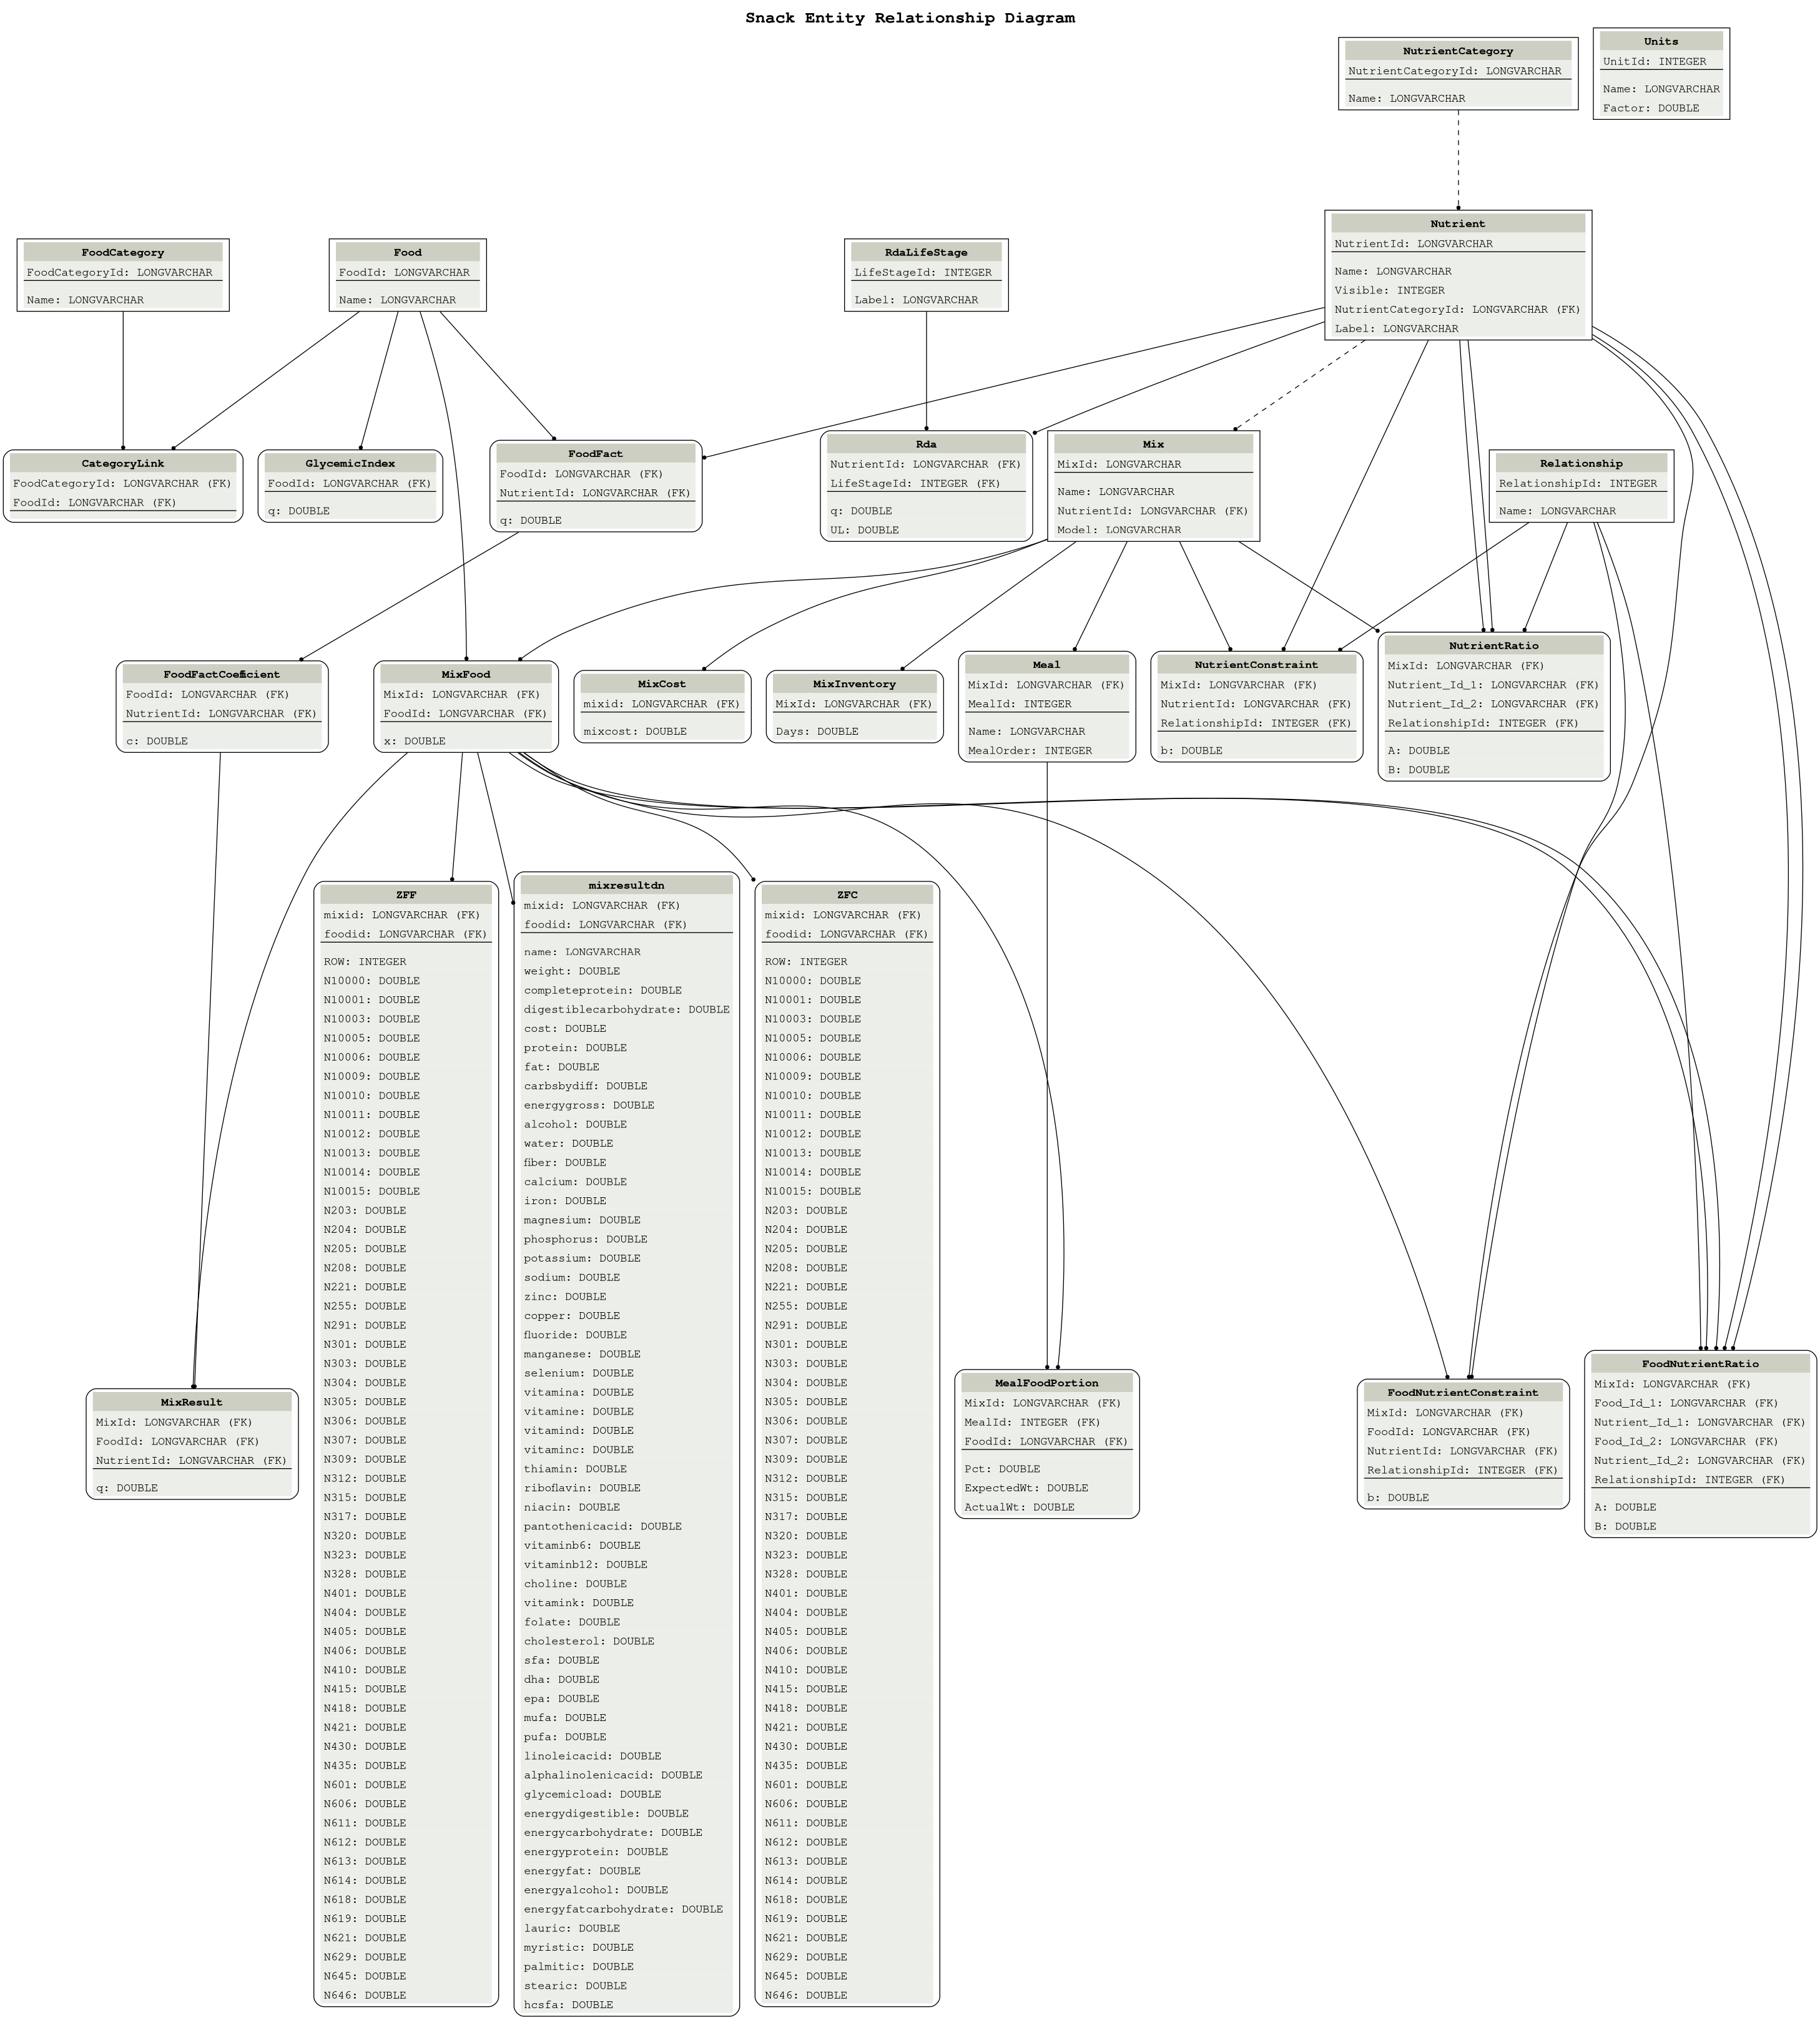 Snack Entity Relationship Diagram
NutrientCategory
NutrientCategoryId: LONGVARCHAR
Name: LONGVARCHAR
Units
UnitId: INTEGER
Name: LONGVARCHAR
Factor: DOUBLE
FoodCategory
FoodCategoryId: LONGVARCHAR
Name: LONGVARCHAR
Food
FoodId: LONGVARCHAR
Name: LONGVARCHAR
RdaLifeStage
LifeStageId: INTEGER
Label: LONGVARCHAR
Nutrient
NutrientId: LONGVARCHAR
Name: LONGVARCHAR
Visible: INTEGER
NutrientCategoryId: LONGVARCHAR (FK)
Label: LONGVARCHAR
CategoryLink
FoodCategoryId: LONGVARCHAR (FK)
FoodId: LONGVARCHAR (FK)
GlycemicIndex
FoodId: LONGVARCHAR (FK)
q: DOUBLE
FoodFact
FoodId: LONGVARCHAR (FK)
NutrientId: LONGVARCHAR (FK)
q: DOUBLE
Rda
NutrientId: LONGVARCHAR (FK)
LifeStageId: INTEGER (FK)
q: DOUBLE
UL: DOUBLE
Mix
MixId: LONGVARCHAR
Name: LONGVARCHAR
NutrientId: LONGVARCHAR (FK)
Model: LONGVARCHAR
Relationship
RelationshipId: INTEGER
Name: LONGVARCHAR
FoodFactCoefficient
FoodId: LONGVARCHAR (FK)
NutrientId: LONGVARCHAR (FK)
c: DOUBLE
MixFood
MixId: LONGVARCHAR (FK)
FoodId: LONGVARCHAR (FK)
x: DOUBLE
MixCost
mixid: LONGVARCHAR (FK)
mixcost: DOUBLE
MixInventory
MixId: LONGVARCHAR (FK)
Days: DOUBLE
Meal
MixId: LONGVARCHAR (FK)
MealId: INTEGER
Name: LONGVARCHAR
MealOrder: INTEGER
NutrientConstraint
MixId: LONGVARCHAR (FK)
NutrientId: LONGVARCHAR (FK)
RelationshipId: INTEGER (FK)
b: DOUBLE
NutrientRatio
MixId: LONGVARCHAR (FK)
Nutrient_Id_1: LONGVARCHAR (FK)
Nutrient_Id_2: LONGVARCHAR (FK)
RelationshipId: INTEGER (FK)
A: DOUBLE
B: DOUBLE
MixResult
MixId: LONGVARCHAR (FK)
FoodId: LONGVARCHAR (FK)
NutrientId: LONGVARCHAR (FK)
q: DOUBLE
ZFF
mixid: LONGVARCHAR (FK)
foodid: LONGVARCHAR (FK)
ROW: INTEGER
N10000: DOUBLE
N10001: DOUBLE
N10003: DOUBLE
N10005: DOUBLE
N10006: DOUBLE
N10009: DOUBLE
N10010: DOUBLE
N10011: DOUBLE
N10012: DOUBLE
N10013: DOUBLE
N10014: DOUBLE
N10015: DOUBLE
N203: DOUBLE
N204: DOUBLE
N205: DOUBLE
N208: DOUBLE
N221: DOUBLE
N255: DOUBLE
N291: DOUBLE
N301: DOUBLE
N303: DOUBLE
N304: DOUBLE
N305: DOUBLE
N306: DOUBLE
N307: DOUBLE
N309: DOUBLE
N312: DOUBLE
N315: DOUBLE
N317: DOUBLE
N320: DOUBLE
N323: DOUBLE
N328: DOUBLE
N401: DOUBLE
N404: DOUBLE
N405: DOUBLE
N406: DOUBLE
N410: DOUBLE
N415: DOUBLE
N418: DOUBLE
N421: DOUBLE
N430: DOUBLE
N435: DOUBLE
N601: DOUBLE
N606: DOUBLE
N611: DOUBLE
N612: DOUBLE
N613: DOUBLE
N614: DOUBLE
N618: DOUBLE
N619: DOUBLE
N621: DOUBLE
N629: DOUBLE
N645: DOUBLE
N646: DOUBLE
mixresultdn
mixid: LONGVARCHAR (FK)
foodid: LONGVARCHAR (FK)
name: LONGVARCHAR
weight: DOUBLE
completeprotein: DOUBLE
digestiblecarbohydrate: DOUBLE
cost: DOUBLE
protein: DOUBLE
fat: DOUBLE
carbsbydiff: DOUBLE
energygross: DOUBLE
alcohol: DOUBLE
water: DOUBLE
fiber: DOUBLE
calcium: DOUBLE
iron: DOUBLE
magnesium: DOUBLE
phosphorus: DOUBLE
potassium: DOUBLE
sodium: DOUBLE
zinc: DOUBLE
copper: DOUBLE
fluoride: DOUBLE
manganese: DOUBLE
selenium: DOUBLE
vitamina: DOUBLE
vitamine: DOUBLE
vitamind: DOUBLE
vitaminc: DOUBLE
thiamin: DOUBLE
riboflavin: DOUBLE
niacin: DOUBLE
pantothenicacid: DOUBLE
vitaminb6: DOUBLE
vitaminb12: DOUBLE
choline: DOUBLE
vitamink: DOUBLE
folate: DOUBLE
cholesterol: DOUBLE
sfa: DOUBLE
dha: DOUBLE
epa: DOUBLE
mufa: DOUBLE
pufa: DOUBLE
linoleicacid: DOUBLE
alphalinolenicacid: DOUBLE
glycemicload: DOUBLE
energydigestible: DOUBLE
energycarbohydrate: DOUBLE
energyprotein: DOUBLE
energyfat: DOUBLE
energyalcohol: DOUBLE
energyfatcarbohydrate: DOUBLE
lauric: DOUBLE
myristic: DOUBLE
palmitic: DOUBLE
stearic: DOUBLE
hcsfa: DOUBLE
ZFC
mixid: LONGVARCHAR (FK)
foodid: LONGVARCHAR (FK)
ROW: INTEGER
N10000: DOUBLE
N10001: DOUBLE
N10003: DOUBLE
N10005: DOUBLE
N10006: DOUBLE
N10009: DOUBLE
N10010: DOUBLE
N10011: DOUBLE
N10012: DOUBLE
N10013: DOUBLE
N10014: DOUBLE
N10015: DOUBLE
N203: DOUBLE
N204: DOUBLE
N205: DOUBLE
N208: DOUBLE
N221: DOUBLE
N255: DOUBLE
N291: DOUBLE
N301: DOUBLE
N303: DOUBLE
N304: DOUBLE
N305: DOUBLE
N306: DOUBLE
N307: DOUBLE
N309: DOUBLE
N312: DOUBLE
N315: DOUBLE
N317: DOUBLE
N320: DOUBLE
N323: DOUBLE
N328: DOUBLE
N401: DOUBLE
N404: DOUBLE
N405: DOUBLE
N406: DOUBLE
N410: DOUBLE
N415: DOUBLE
N418: DOUBLE
N421: DOUBLE
N430: DOUBLE
N435: DOUBLE
N601: DOUBLE
N606: DOUBLE
N611: DOUBLE
N612: DOUBLE
N613: DOUBLE
N614: DOUBLE
N618: DOUBLE
N619: DOUBLE
N621: DOUBLE
N629: DOUBLE
N645: DOUBLE
N646: DOUBLE
MealFoodPortion
MixId: LONGVARCHAR (FK)
MealId: INTEGER (FK)
FoodId: LONGVARCHAR (FK)
Pct: DOUBLE
ExpectedWt: DOUBLE
ActualWt: DOUBLE
FoodNutrientConstraint
MixId: LONGVARCHAR (FK)
FoodId: LONGVARCHAR (FK)
NutrientId: LONGVARCHAR (FK)
RelationshipId: INTEGER (FK)
b: DOUBLE
FoodNutrientRatio
MixId: LONGVARCHAR (FK)
Food_Id_1: LONGVARCHAR (FK)
Nutrient_Id_1: LONGVARCHAR (FK)
Food_Id_2: LONGVARCHAR (FK)
Nutrient_Id_2: LONGVARCHAR (FK)
RelationshipId: INTEGER (FK)
A: DOUBLE
B: DOUBLE